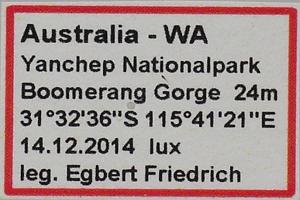 Australia - WA
Yanchep Nationalpark
Boomerang Gorge 24m
31°32'36"S 115°41'21"E
14.12.2014 lux
leg. Egbert Friedrich